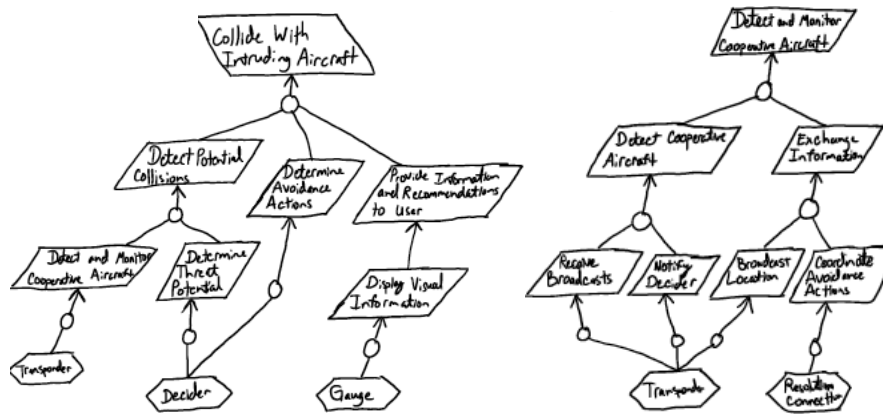 Collide With
Intruding Aircraft
Detect Potential
Collisions
Determine
Avoidance
Actions
Provide Information
and Recommendations
to User
Detect and Monitor
Cooperative Aircraft
Determine
Threat
Potential
Display Visual
Information
Transponder
Decider
Gauge
Detect and Monitor
Cooperative Aircraft
Detect Cooperative
Aircraft
Exchange
Information
Receive
Broadcasts
Notify
Decider
Broadcast
Location
Coordinate
Avoidance
Actions
Transponder
Resolution
Connection